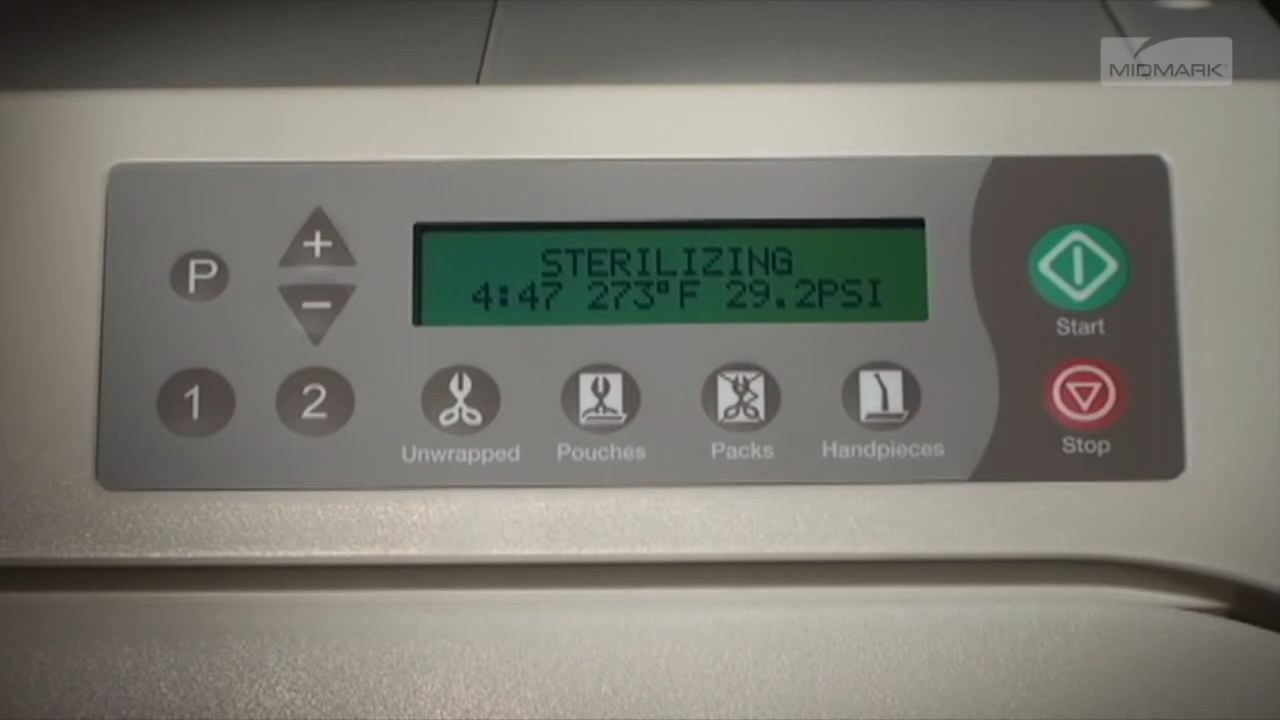 MIDMARK
P
+
-
STERILIZING
4:47 273°F 29.2PSI
Start
1
2
Unwrapped
Pouches
Packs
Handpieces
Stop